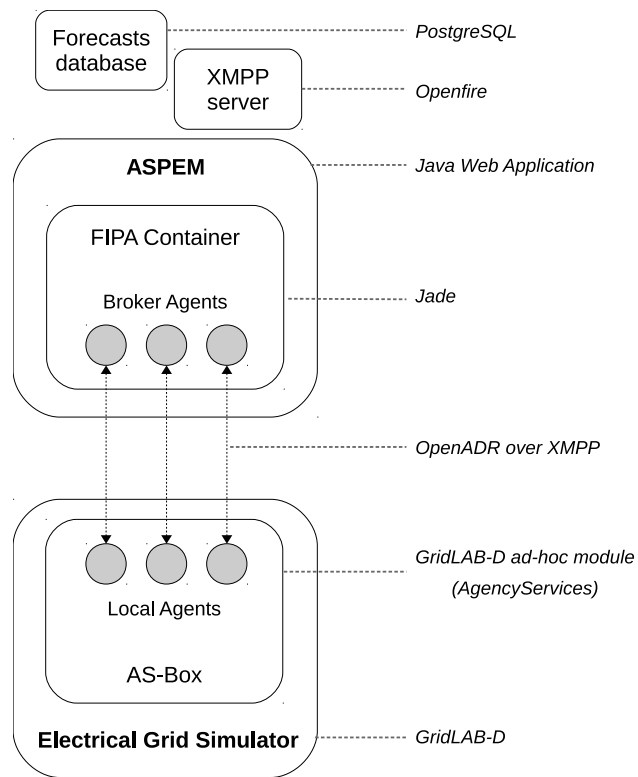 Forecasts
database
PostgreSQL
XMPP
server
Openfire
ASPEM
Java Web Application
FIPA Container
Broker Agents
Jade
OpenADR over XMPP
GridLAB-D ad-hoc module
(AgencyServices)
Local Agents
AS-Box
Electrical Grid Simulator
GridLAB-D